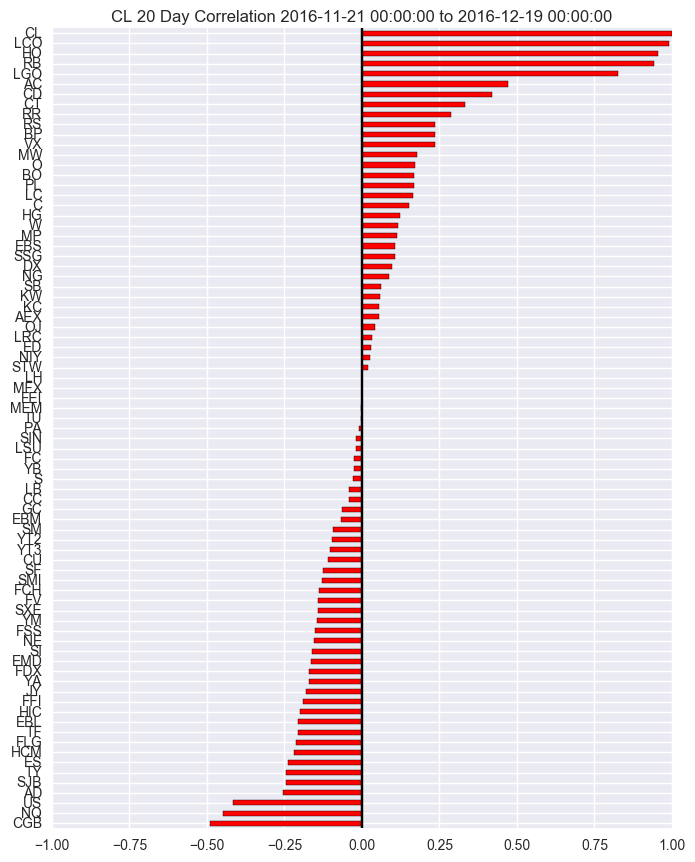 CL 20 Day Correlation 2016-11-21 00:00:00 to 2016-12-19 00:00:00
CL
LCO
HO
RB
LGO
AC
CD
CT
RR
RS
BP
VX
MW
O
BO
PL
LC
C
HG
W
MP
EBS
SSG
DX
NG
SB
KW
KC
AEX
OJ
LRC
ED
NIY
STW
LH
MFX
FEI
MEM
TU
PA
SIN
LSU
FC
YB
S
LB
CC
GC
EBM
SM
YT2
YT3
CU
SF
SMI
FCH
FV
SXE
YM
FSS
NE
SI
EMD
FDX
YA
JY
FFI
HIC
EBL
TF
FLG
HCM
ES
TY
SJB
AD
US
NQ
CGB
−1.00 −0.75 −0.50 −0.25 0.00 0.25 0.50 0.75 1.00